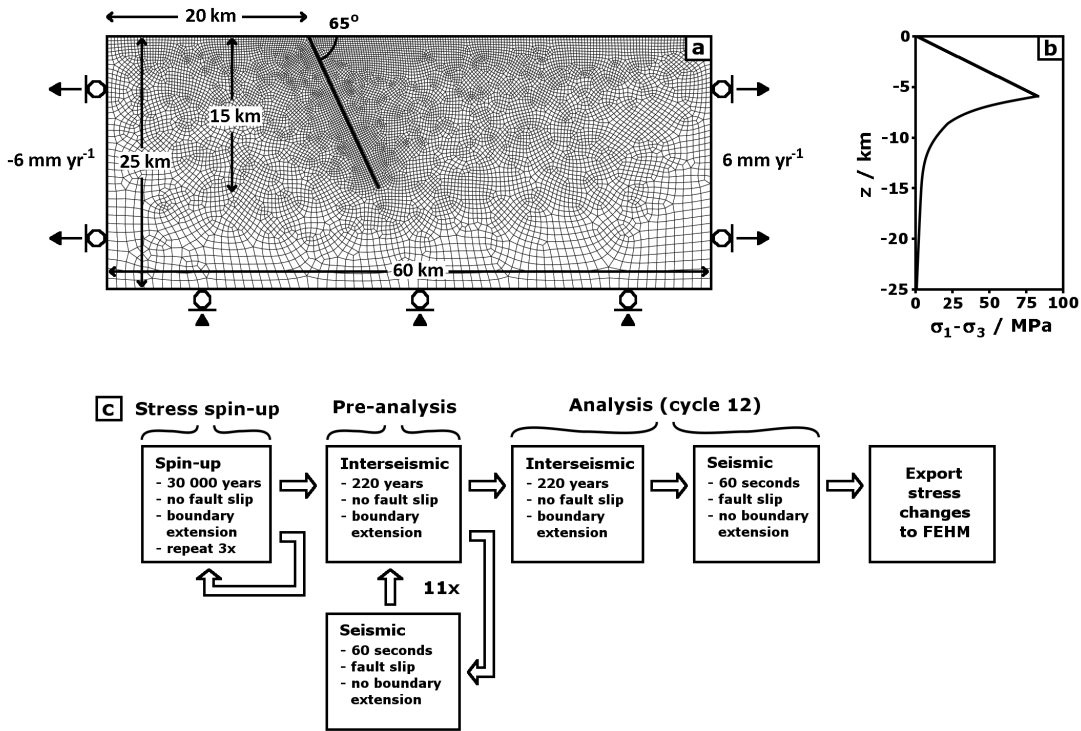 20 km
65°
a
15 km
25 km
-6 mm yr-1
6 mm yr-1
60 km
b
0
-5
-10
-15
-20
-25
z / km
0 25 50 75 100
σ1-σ3 / MPa
c
Stress spin-up
Pre-analysis
Analysis (cycle 12)
Spin-up
- 30 000 years
- no fault slip
- boundary
extension
- repeat 3x
Interseismic
- 220 years
- no fault slip
- boundary
extension
Interseismic
- 220 years
- no fault slip
- boundary
extension
Seismic
- 60 seconds
- fault slip
- no boundary
extension
Export
stress
changes
to FEHM
11x
Seismic
- 60 seconds
- fault slip
- no boundary
extension